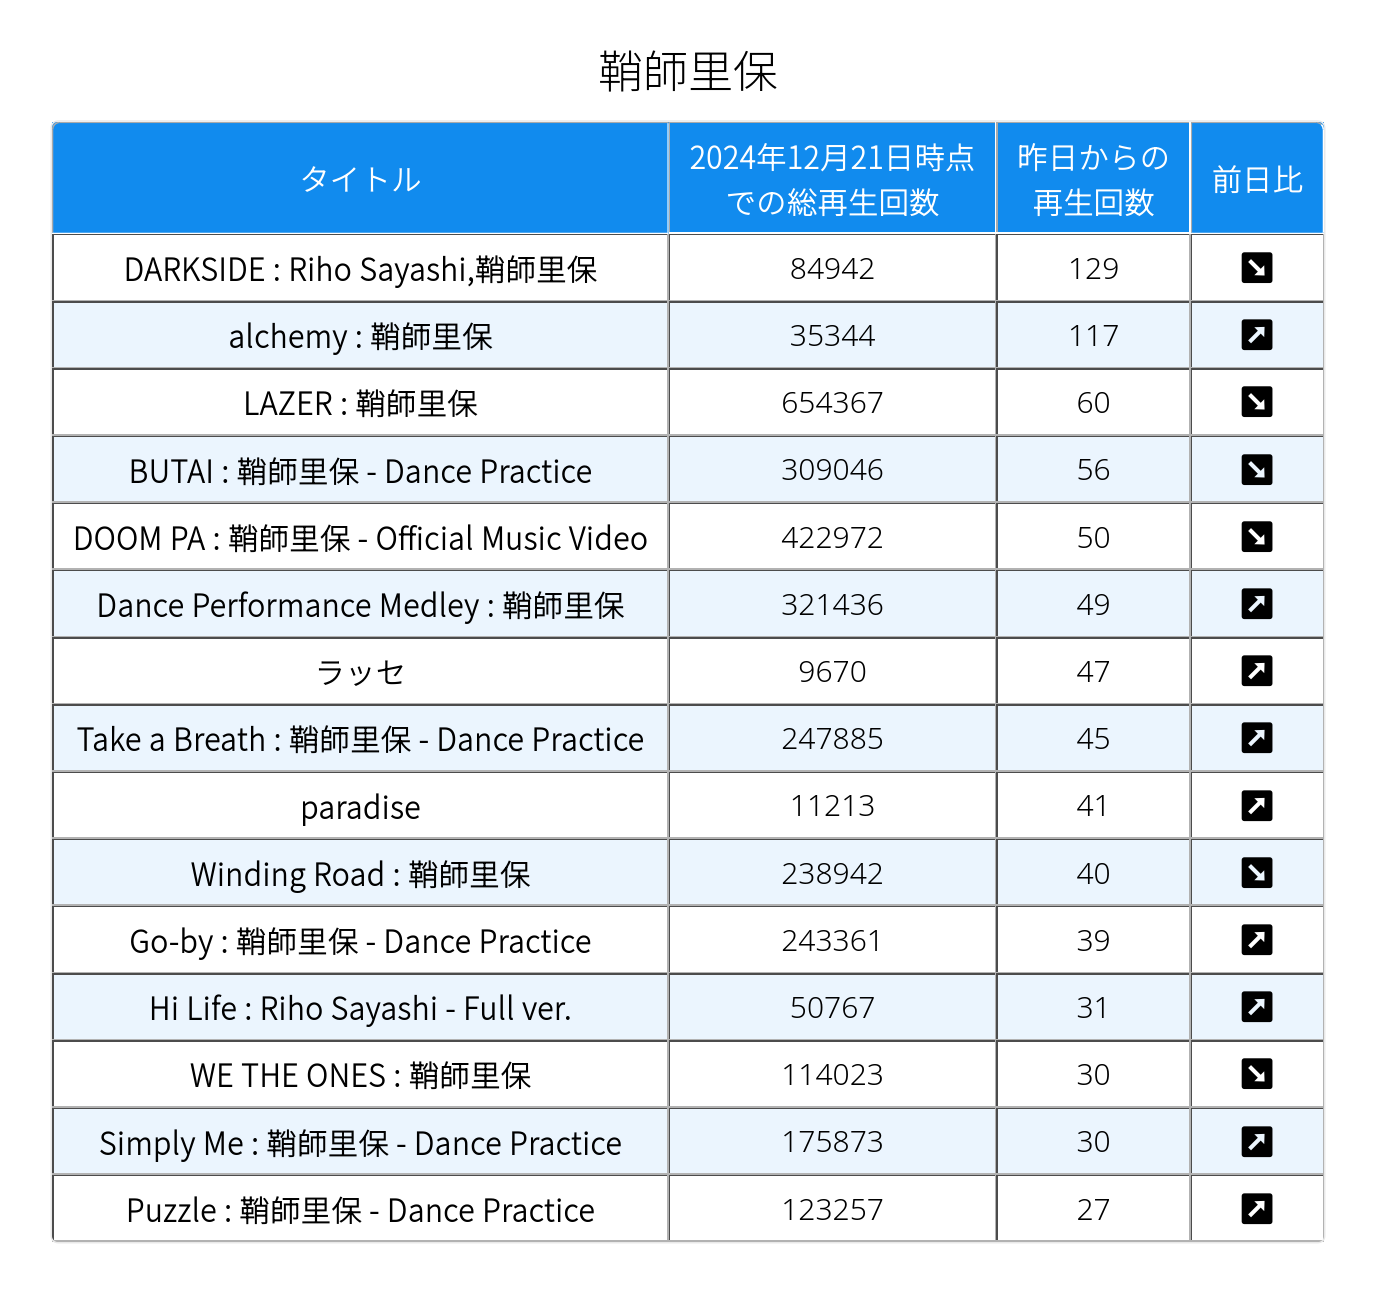 鞘師里保
タイトル 2024年12月21日時点での総再生回数 昨日からの再生回数 前日比
DARKSIDE : Riho Sayashi,鞘師里保 84942 129 ↘
alchemy : 鞘師里保 35344 117 ↗
LAZER : 鞘師里保 654367 60 ↘
BUTAI : 鞘師里保 - Dance Practice 309046 56 ↘
DOOM PA : 鞘師里保 - Official Music Video 422972 50 ↘
Dance Performance Medley : 鞘師里保 321436 49 ↗
ラッセ 9670 47 ↗
Take a Breath : 鞘師里保 - Dance Practice 247885 45 ↗
paradise 11213 41 ↗
Winding Road : 鞘師里保 238942 40 ↘
Go-by : 鞘師里保 - Dance Practice 243361 39 ↗
Hi Life : Riho Sayashi - Full ver. 50767 31 ↗
WE THE ONES : 鞘師里保 114023 30 ↘
Simply Me : 鞘師里保 - Dance Practice 175873 30 ↗
Puzzle : 鞘師里保 - Dance Practice 123257 27 ↗